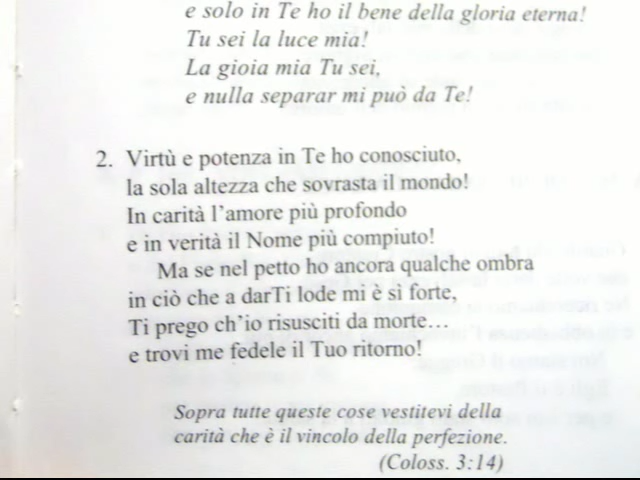 e solo in Te ho il bene della gloria eterna!
Tu sei la luce mia!
La gioia mia Tu sei,
e nulla separar mi può da Te!
2. Virtù e potenza in Te ho conosciuto,
la sola altezza che sovrasta il mondo!
In carità l'amore più profondo
e in verità il Nome più compiuto!
Ma se nel petto ho ancora qualche ombra
in ciò che a darTi lode mi è sì forte,
Ti prego ch'io risusciti da morte…
e trovi me fedele il Tuo ritorno!
Sopra tutte queste cose vestitevi della
carità che è il vincolo della perfezione.
(Coloss. 3:14)